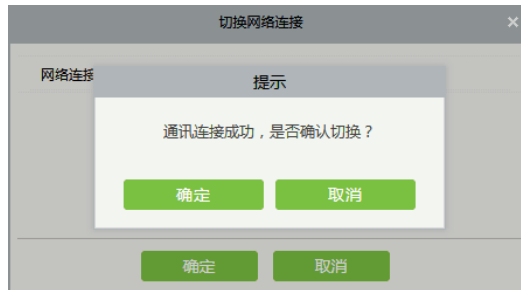 切换网络连接
网络连接
提示
通讯连接成功，是否确认切换？
确定 取消
确定 取消